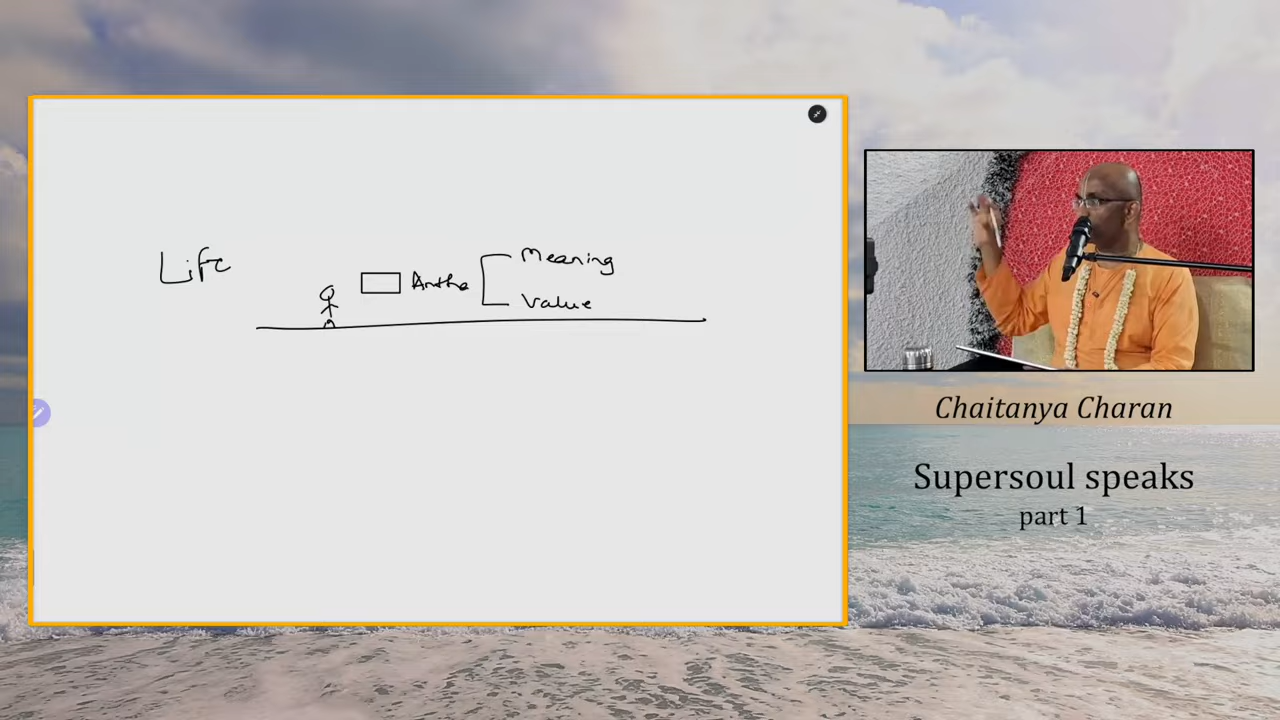 Life
Artha
Meaning
Value
Chaitanya Charan
Supersoul speaks
part 1